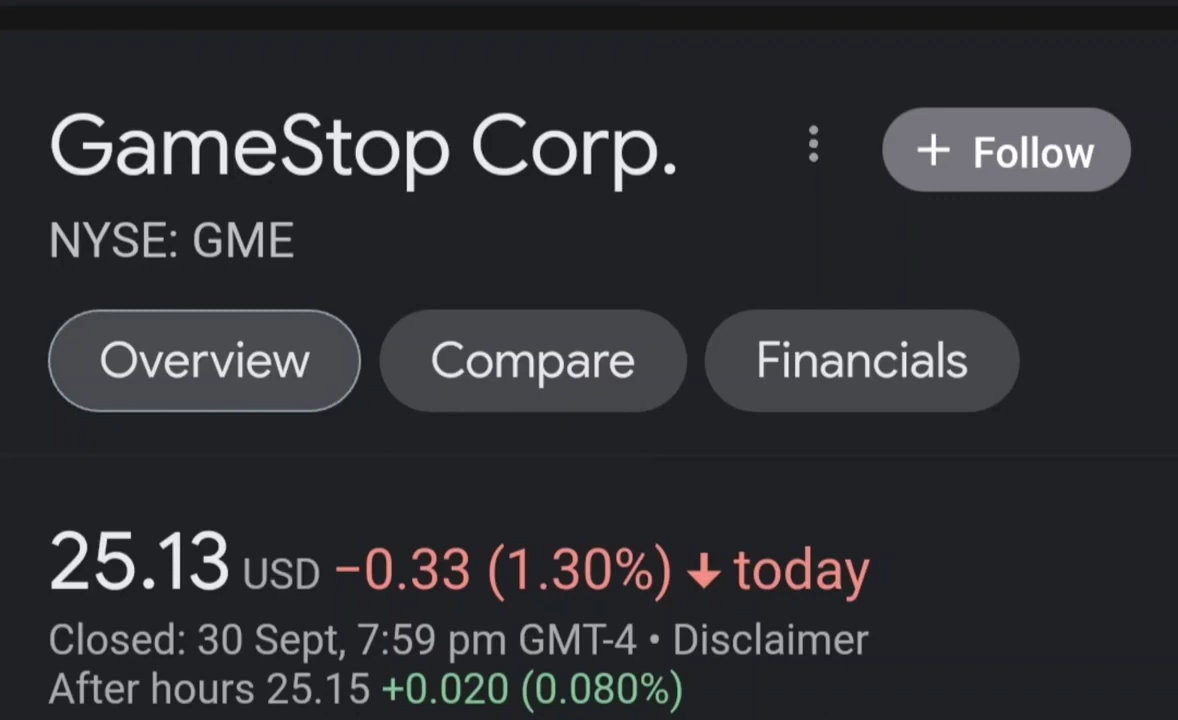 GameStop Corp.
+ Follow
NYSE: GME
Overview Compare Financials
25.13 USD −0.33 (1.30%) ↓ today
Closed: 30 Sept, 7:59 pm GMT-4 • Disclaimer
After hours 25.15 +0.020 (0.080%)